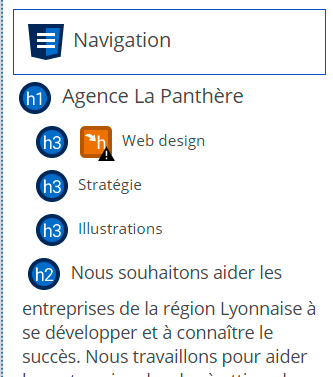 Navigation
h1 Agence La Panthère
h3 h Web design
h3 Stratégie
h3 Illustrations
h2 Nous souhaitons aider les
entreprises de la région Lyonnaise à
se développer et à connaître le
succès. Nous travaillons pour aider